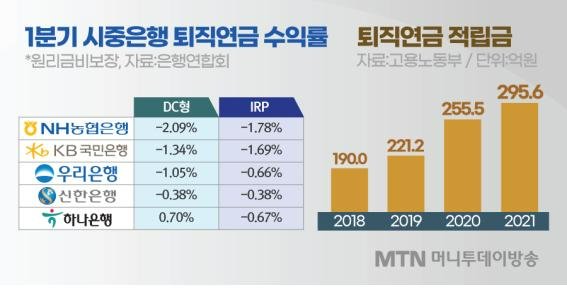 1분기 시중은행 퇴직연금 수익률
*원리금비보장, 자료:은행연합회
DC형 IRP
NH농협은행 -2.09% -1.78%
KB국민은행 -1.34% -1.69%
우리은행 -1.05% -0.66%
신한은행 -0.38% -0.38%
하나은행 0.70% -0.67%
퇴직연금 적립금
자료:고용노동부 / 단위:억원
190.0 221.2 255.5 295.6
2018 2019 2020 2021
MTN 머니투데이방송